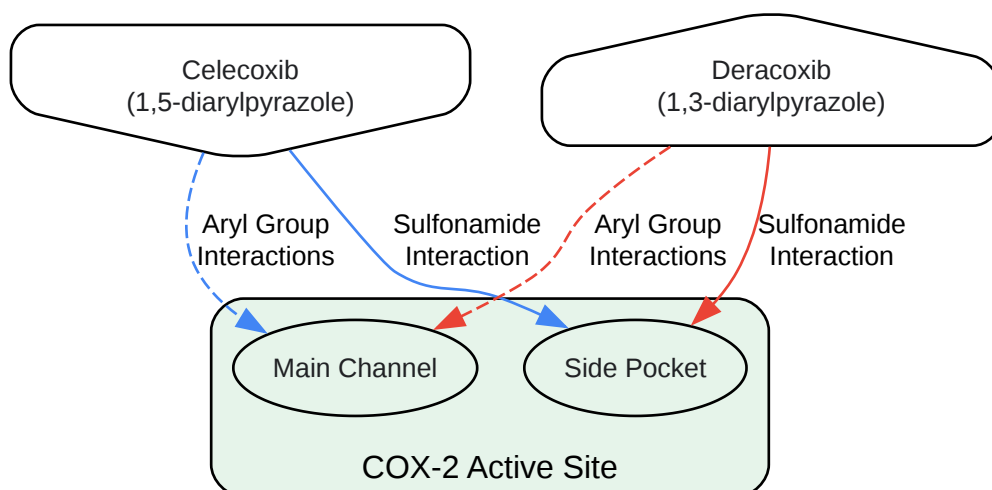 Celecoxib
(1,5-diarylpyrazole)
Deracoxib
(1,3-diarylpyrazole)
Aryl Group
Interactions
Sulfonamide
Interaction
Aryl Group
Interactions
Sulfonamide
Interaction
Main Channel
Side Pocket
COX-2 Active Site